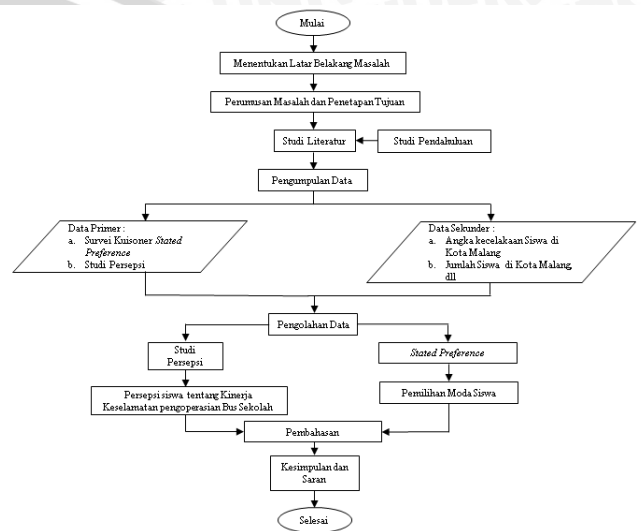 Mulai
Menentukan Latar Belakang Masalah
Perumusan Masalah dan Penetapan Tujuan
Studi Literatur
Studi Pendahuluan
Pengumpulan Data
Data Primer :
a. Survei Kuisoner Stated
Preference
b. Studi Persepsi
Data Sekunder :
a. Angka kecelakaan Siswa di
Kota Malang
b. Jumlah Siswa di Kota Malang,
dll
Pengolahan Data
Studi
Persepsi
Stated Preference
Persepsi siswa tentang Kinerja
Keselamatan pengoperasian Bus Sekolah
Pemilihan Moda Siswa
Pembahasan
Kesimpulan dan
Saran
Selesai